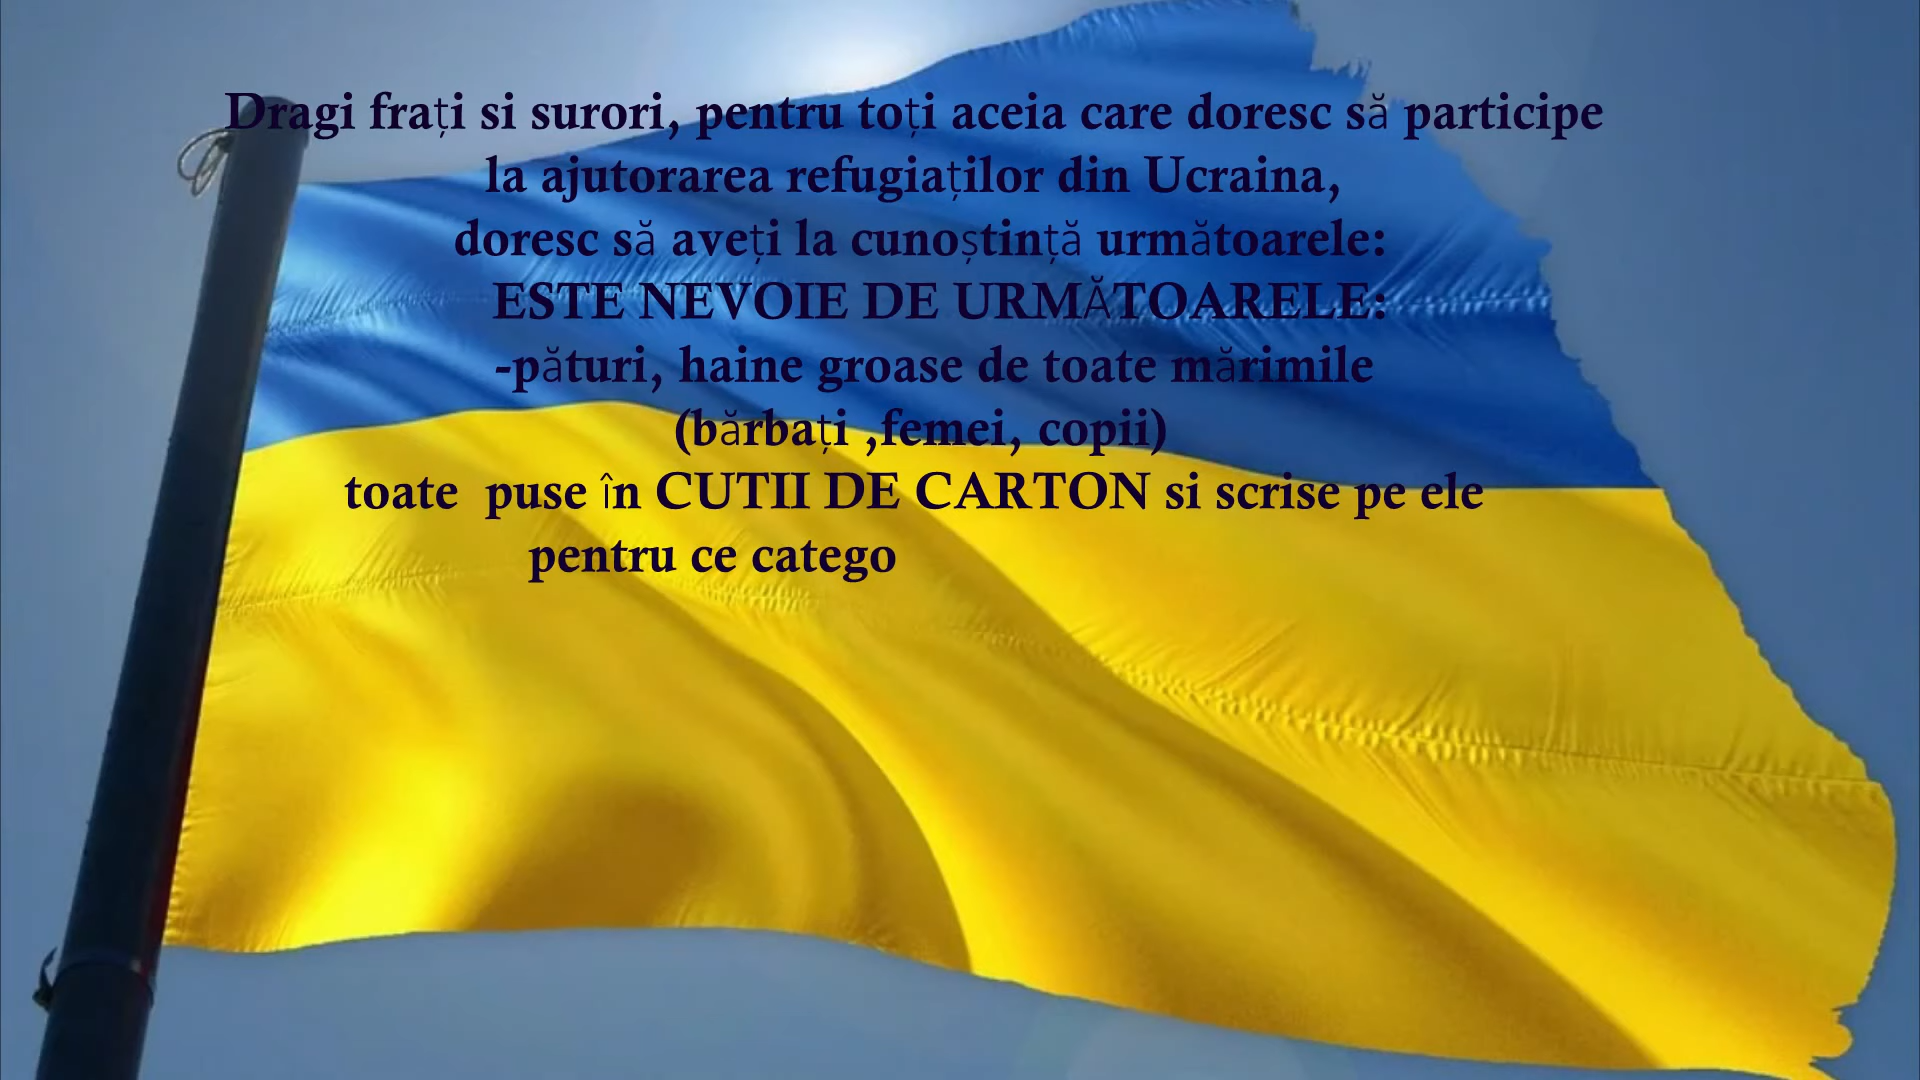 Dragi frați si surori, pentru toți aceia care doresc să participe
la ajutorarea refugiaților din Ucraina,
doresc să aveți la cunoștință următoarele:
ESTE NEVOIE DE URMĂTOARELE:
-pături, haine groase de toate mărimile
(bărbați ,femei, copii)
toate  puse în CUTII DE CARTON si scrise pe ele
pentru ce catego